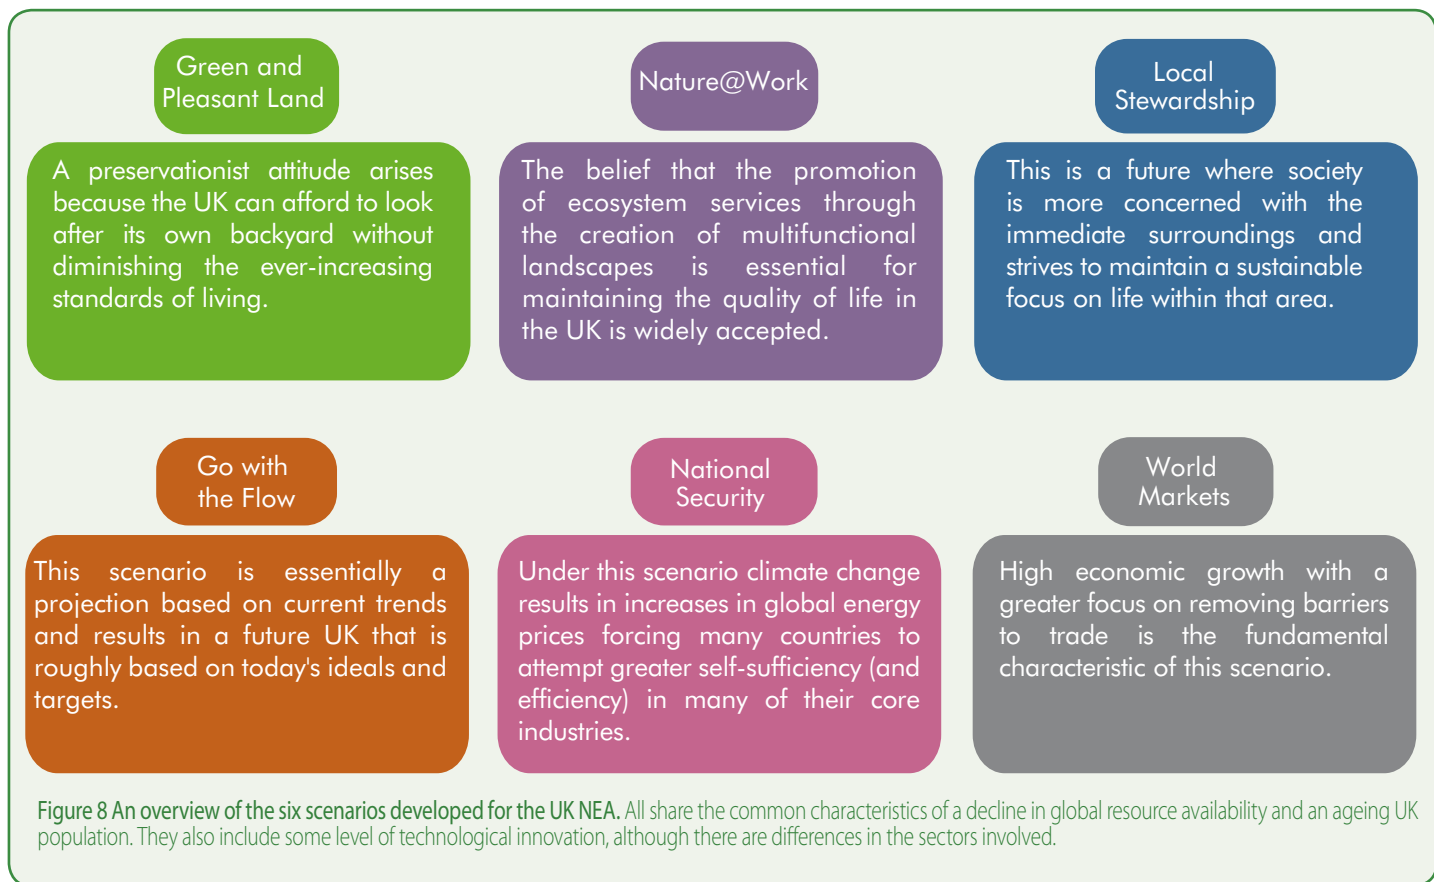 Green and
Pleasant Land
A preservationist attitude arises
because the UK can afford to look
after its own backyard without
diminishing the ever-increasing
standards of living.
Nature@Work
The belief that the promotion
of ecosystem services through
the creation of multifunctional
landscapes is essential for
maintaining the quality of life in
the UK is widely accepted.
Local
Stewardship
This is a future where society
is more concerned with the
immediate surroundings and
strives to maintain a sustainable
focus on life within that area.
Go with
the Flow
This scenario is essentially a
projection based on current trends
and results in a future UK that is
roughly based on today's ideals and
targets.
National
Security
Under this scenario climate change
results in increases in global energy
prices forcing many countries to
attempt greater self-sufficiency (and
efficiency) in many of their core
industries.
World
Markets
High economic growth with a
greater focus on removing barriers
to trade is the fundamental
characteristic of this scenario.
Figure 8 An overview of the six scenarios developed for the UK NEA. All share the common characteristics of a decline in global resource availability and an ageing UK
population. They also include some level of technological innovation, although there are differences in the sectors involved.